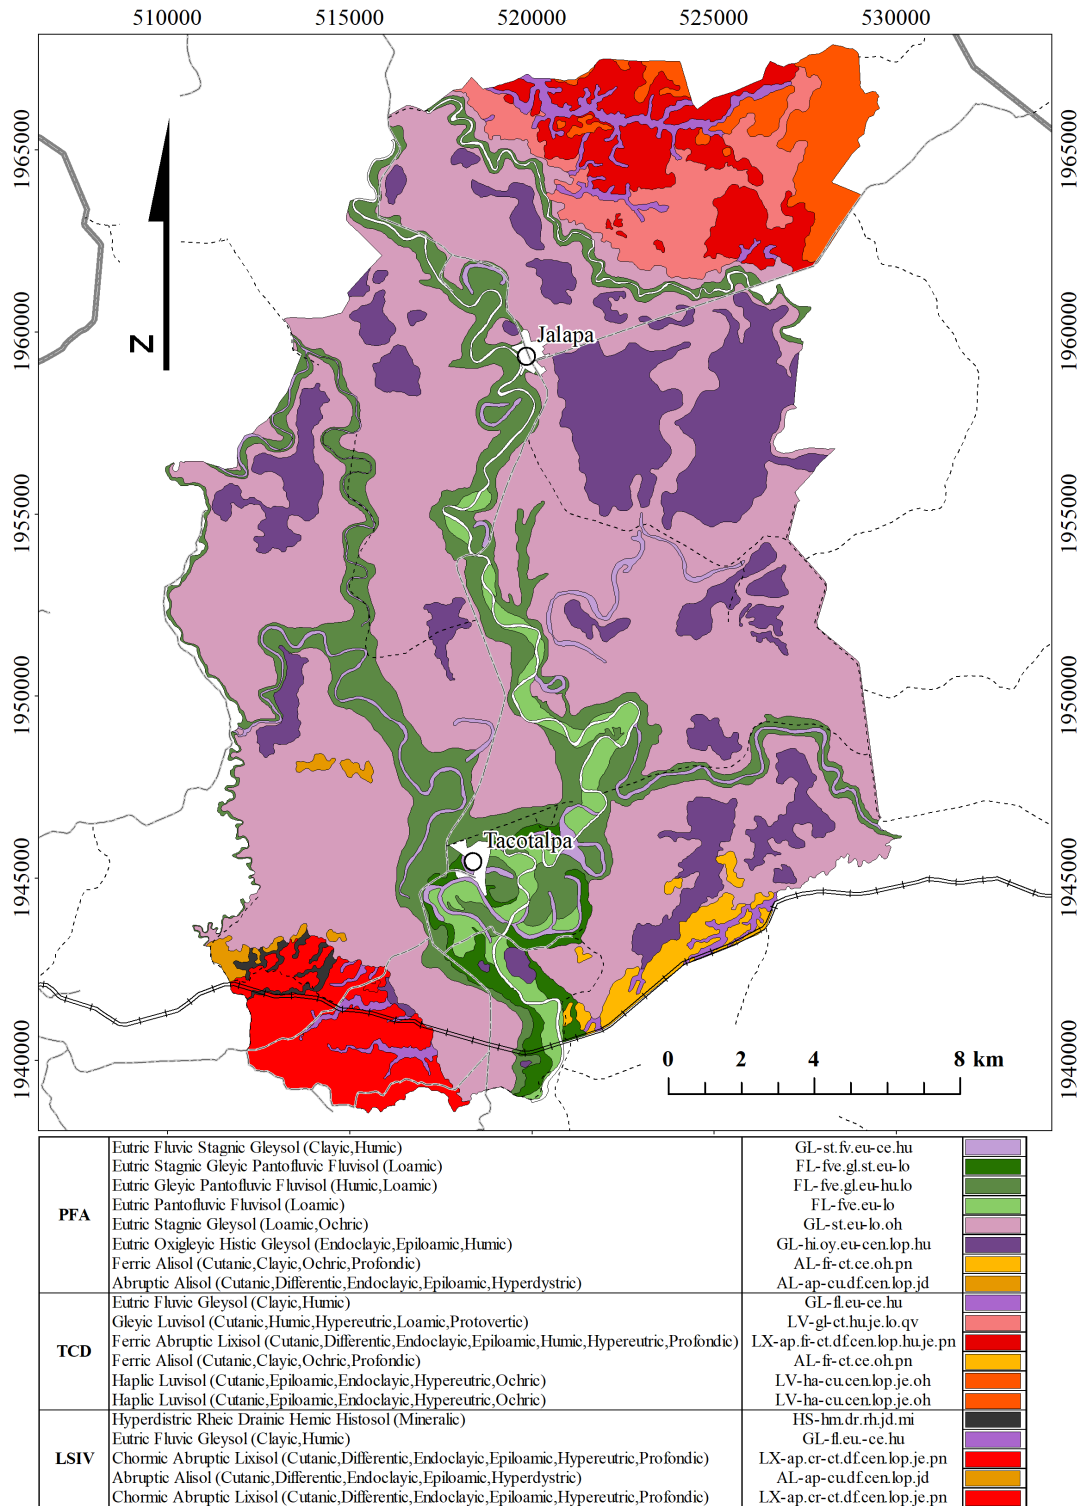 510000 515000 520000 525000 530000
1965000 1965000
1960000 1960000
1955000 1955000
1950000 1950000
1945000 1945000
1940000 1940000
N
Jalapa
Tacotalpa
0 2 4 8 km
PFA
Eutric Fluvic Stagnic Gleysol (Clayic,Humic) GL-st.fv.eu-ce.hu
Eutric Stagnic Gleyic Pantofluvic Fluvisol (Loamic) FL-fve.gl.st.eu-lo
Eutric Gleyic Pantofluvic Fluvisol (Humic,Loamic) FL-fve.gl.eu-hu.lo
Eutric Pantofluvic Fluvisol (Loamic) FL-fve.eu-lo
Eutric Stagnic Gleysol (Loamic,Ochric) GL-st.eu-lo.oh
Eutric Oxigleyic Histic Gleysol (Endoclayic,Epiloamic,Humic) GL-hi.oy.eu-cen.lop.hu
Ferric Alisol (Cutanic,Clayic,Ochric,Profondic) AL-fr-ct.ce.oh.pn
Abruptic Alisol (Cutanic,Differentic,Endoclayic,Epiloamic,Hyperdystric) AL-ap-cu.df.cen.lop.jd
TCD
Eutric Fluvic Gleysol (Clayic,Humic) GL-fl.eu-ce.hu
Gleyic Luvisol (Cutanic,Humic,Hypereutric,Loamic,Protovertic) LV-gl-ct.hu.je.lo.qv
Ferric Abruptic Lixisol (Cutanic,Differentic,Endoclayic,Epiloamic,Humic,Hypereutric,Profondic) LX-ap.fr-ct.df.cen.lop.hu.je.pn
Ferric Alisol (Cutanic,Clayic,Ochric,Profondic) AL-fr-ct.ce.oh.pn
Haplic Luvisol (Cutanic,Epiloamic,Endoclayic,Hypereutric,Ochric) LV-ha-cu.cen.lop.je.oh
Haplic Luvisol (Cutanic,Epiloamic,Endoclayic,Hypereutric,Ochric) LV-ha-cu.cen.lop.je.oh
LSIV
Hyperdistric Rheic Drainic Hemic Histosol (Mineralic) HS-hm.dr.rh.jd.mi
Eutric Fluvic Gleysol (Clayic,Humic) GL-fl.eu.-ce.hu
Chormic Abruptic Lixisol (Cutanic,Differentic,Endoclayic,Epiloamic,Hypereutric,Profondic) LX-ap.cr-ct.df.cen.lop.je.pn
Abruptic Alisol (Cutanic,Differentic,Endoclayic,Epiloamic,Hyperdystric) AL-ap-cu.df.cen.lop.jd
Chormic Abruptic Lixisol (Cutanic,Differentic,Endoclayic,Epiloamic,Hypereutric,Profondic) LX-ap.cr-ct.df.cen.lop.je.pn